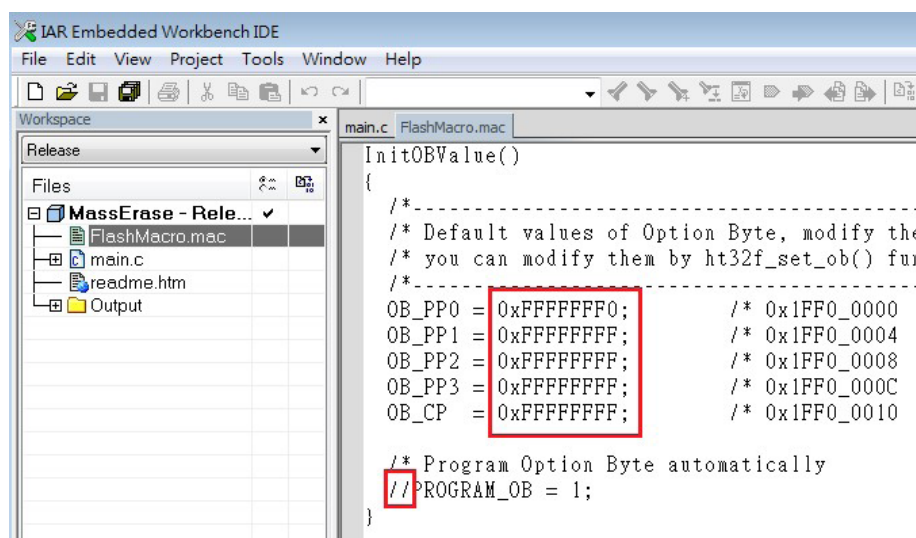 IAR Embedded Workbench IDE
File Edit View Project Tools Window Help
Workspace x
Release
Files
MassErase - Rele...
FlashMacro.mac
main.c
readme.htm
Output
main.c FlashMacro.mac
InitOBValue()
{
/*----------------------------------------
/* Default values of Option Byte, modify the
/* you can modify them by ht32f_set_ob() fu
/*----------------------------------------
OB_PP0 = 0xFFFFFFF0; /* 0x1FF0_0000
OB_PP1 = 0xFFFFFFFF; /* 0x1FF0_0004
OB_PP2 = 0xFFFFFFFF; /* 0x1FF0_0008
OB_PP3 = 0xFFFFFFFF; /* 0x1FF0_000C
OB_CP = 0xFFFFFFFF; /* 0x1FF0_0010
/* Program Option Byte automatically
//PROGRAM_OB = 1;
}